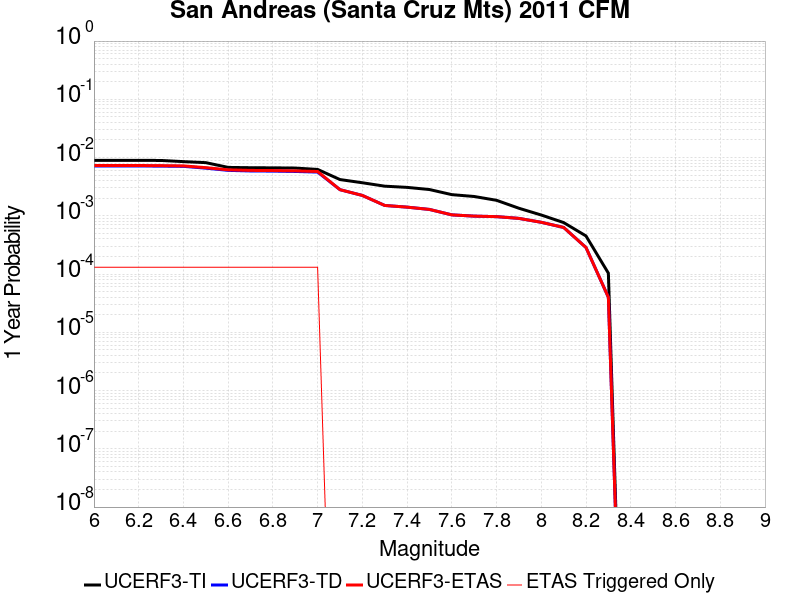 San Andreas (Santa Cruz Mts) 2011 CFM
1 Year Probability
10^0
10^-1
10^-2
10^-3
10^-4
10^-5
10^-6
10^-7
10^-8
6 6.2 6.4 6.6 6.8 7 7.2 7.4 7.6 7.8 8 8.2 8.4 8.6 8.8 9
Magnitude
UCERF3-TI UCERF3-TD UCERF3-ETAS ETAS Triggered Only